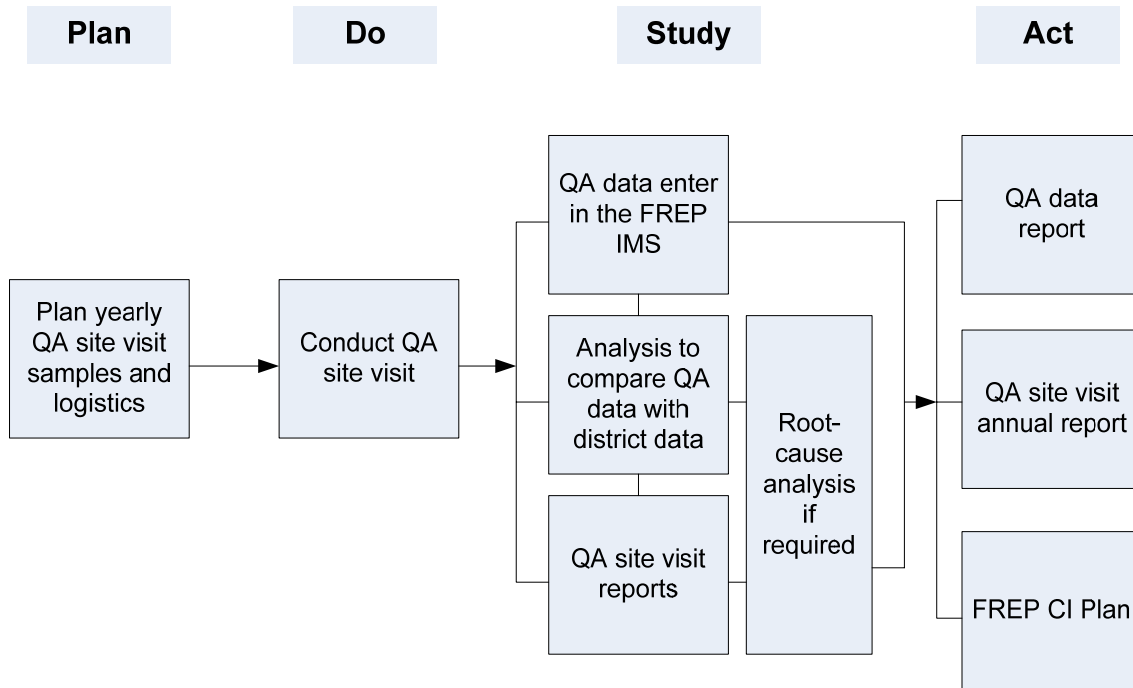 Plan
Do
Study
Act
Plan yearly
QA site visit
samples and
logistics
Conduct QA
site visit
QA data enter
in the FREP
IMS
Analysis to
compare QA
data with
district data
QA site visit
reports
Root-
cause
analysis
if
required
QA data
report
QA site visit
annual report
FREP CI Plan